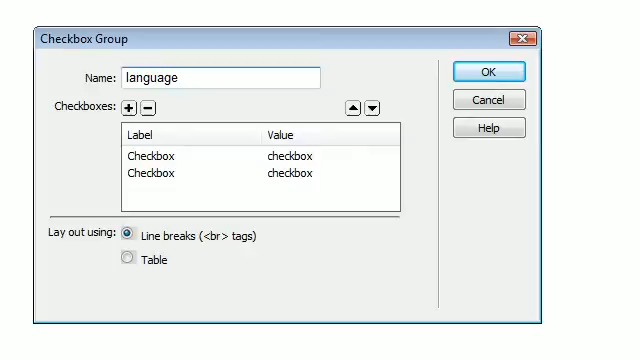 Checkbox Group
Name: language
OK
Checkboxes:
Cancel
Help
Label Value
Checkbox checkbox
Checkbox checkbox
Lay out using: Line breaks (<br> tags)
Table